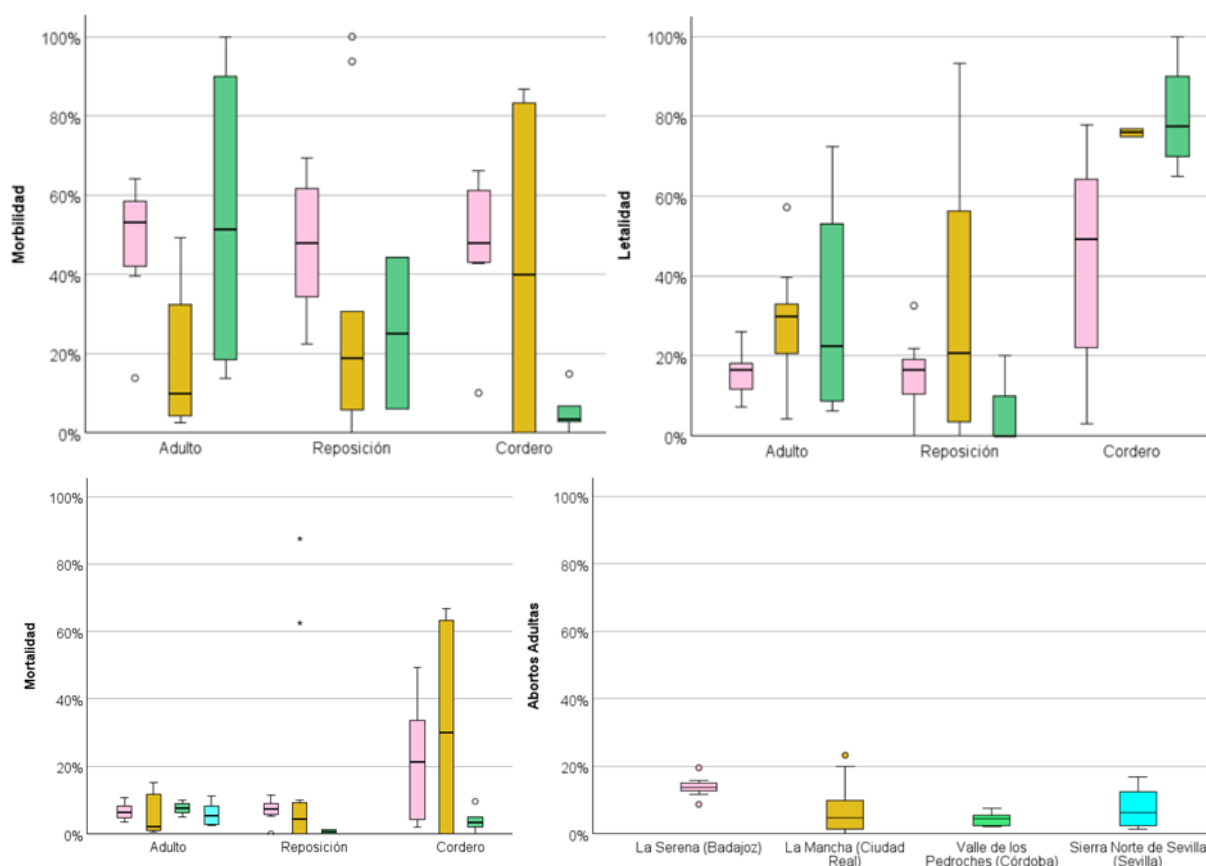 Morbilidad
100%
80%
60%
40%
20%
0%
Adulto Reposición Cordero
Letalidad
100%
80%
60%
40%
20%
0%
Adulto Reposición Cordero
Mortalidad
100%
80%
60%
40%
20%
0%
Adulto Reposición Cordero
Abortos Adultas
100%
80%
60%
40%
20%
0%
La Serena (Badajoz)
La Mancha (Ciudad
Real)
Valle de los
Pedroches (Córdoba)
Sierra Norte de Sevilla
(Sevilla)